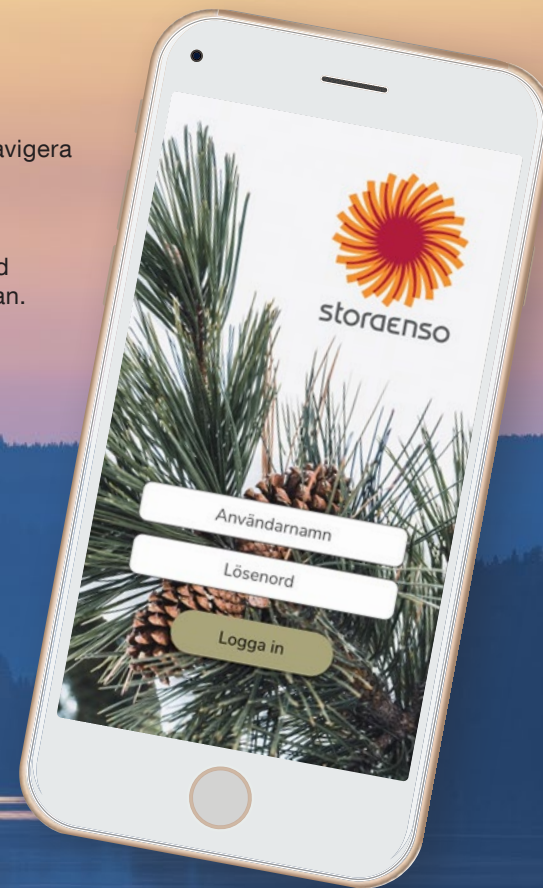 avigera
d
an.
storaenso
Användarnamn
Lösenord
Logga in